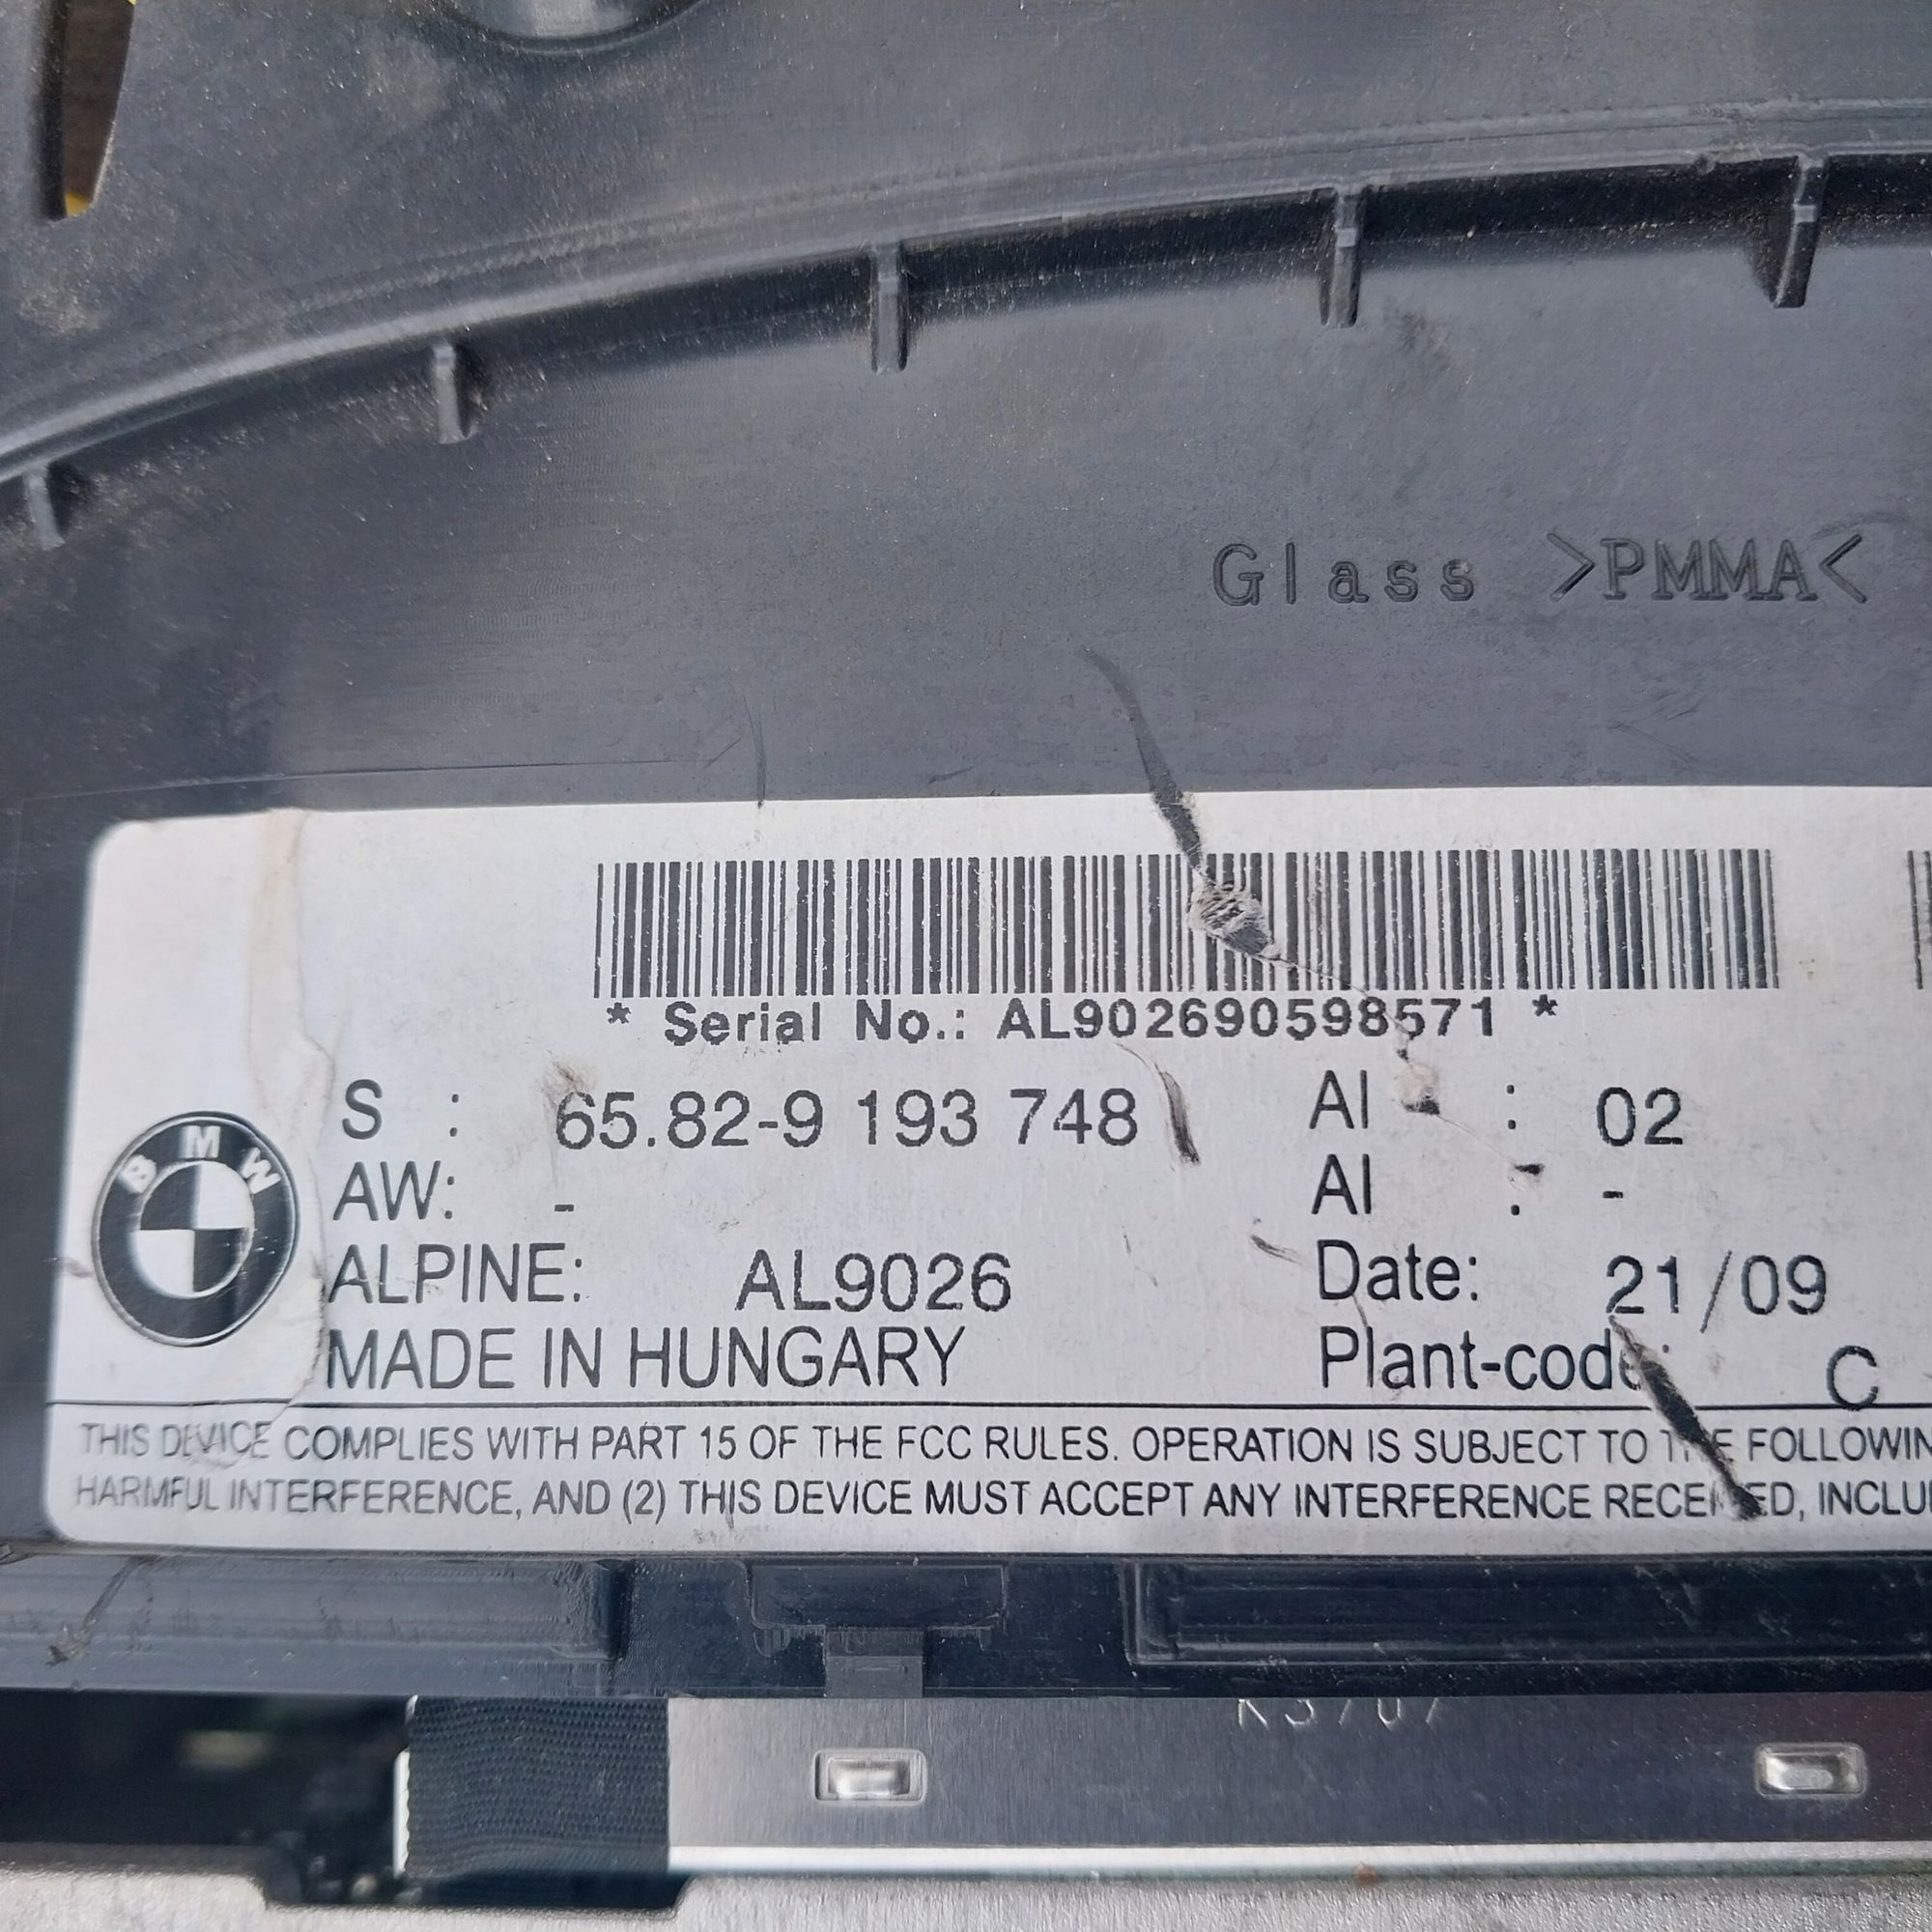 Glass >PMMA<
* Serial No.: AL902690598571 *
S : 65.82-9 193 748 AI : 02
AW: - AI : -
BMW
ALPINE: AL9026 Date: 21/09
MADE IN HUNGARY Plant-code: C
THIS DEVICE COMPLIES WITH PART 15 OF THE FCC RULES. OPERATION IS SUBJECT TO THE FOLLOWIN
HARMFUL INTERFERENCE, AND (2) THIS DEVICE MUST ACCEPT ANY INTERFERENCE RECEIVED, INCLU